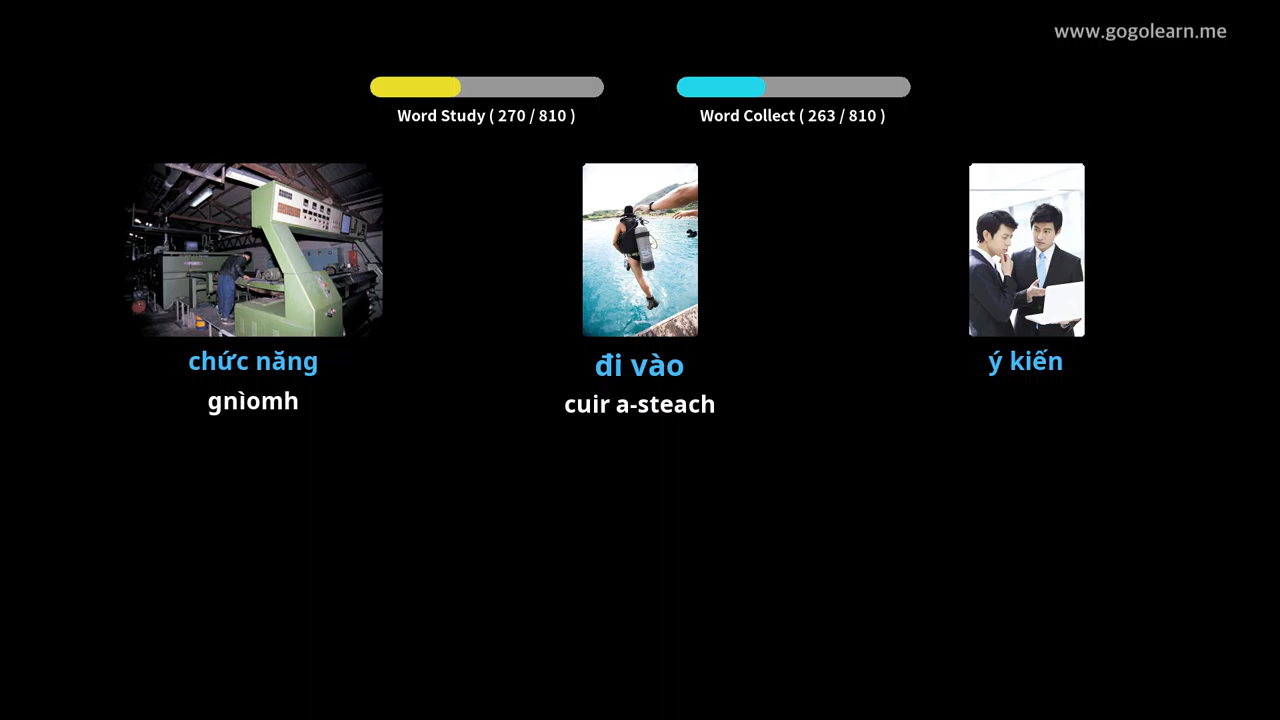 www.gogolearn.me
Word Study ( 270 / 810 )
Word Collect ( 263 / 810 )
chức năng
gnìomh
đi vào
cuir a-steach
ý kiến